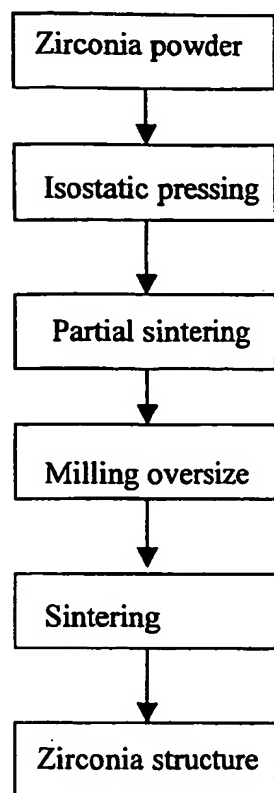 Zirconia powder
Isostatic pressing
Partial sintering
Milling oversize
Sintering
Zirconia structure